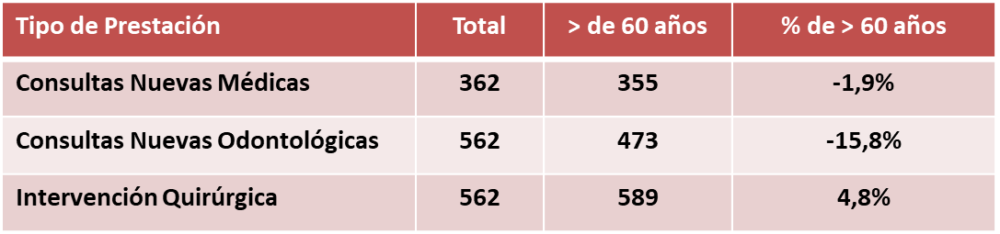 Tipo de Prestación Total > de 60 años % de > 60 años
Consultas Nuevas Médicas 362 355 -1,9%
Consultas Nuevas Odontológicas 562 473 -15,8%
Intervención Quirúrgica 562 589 4,8%